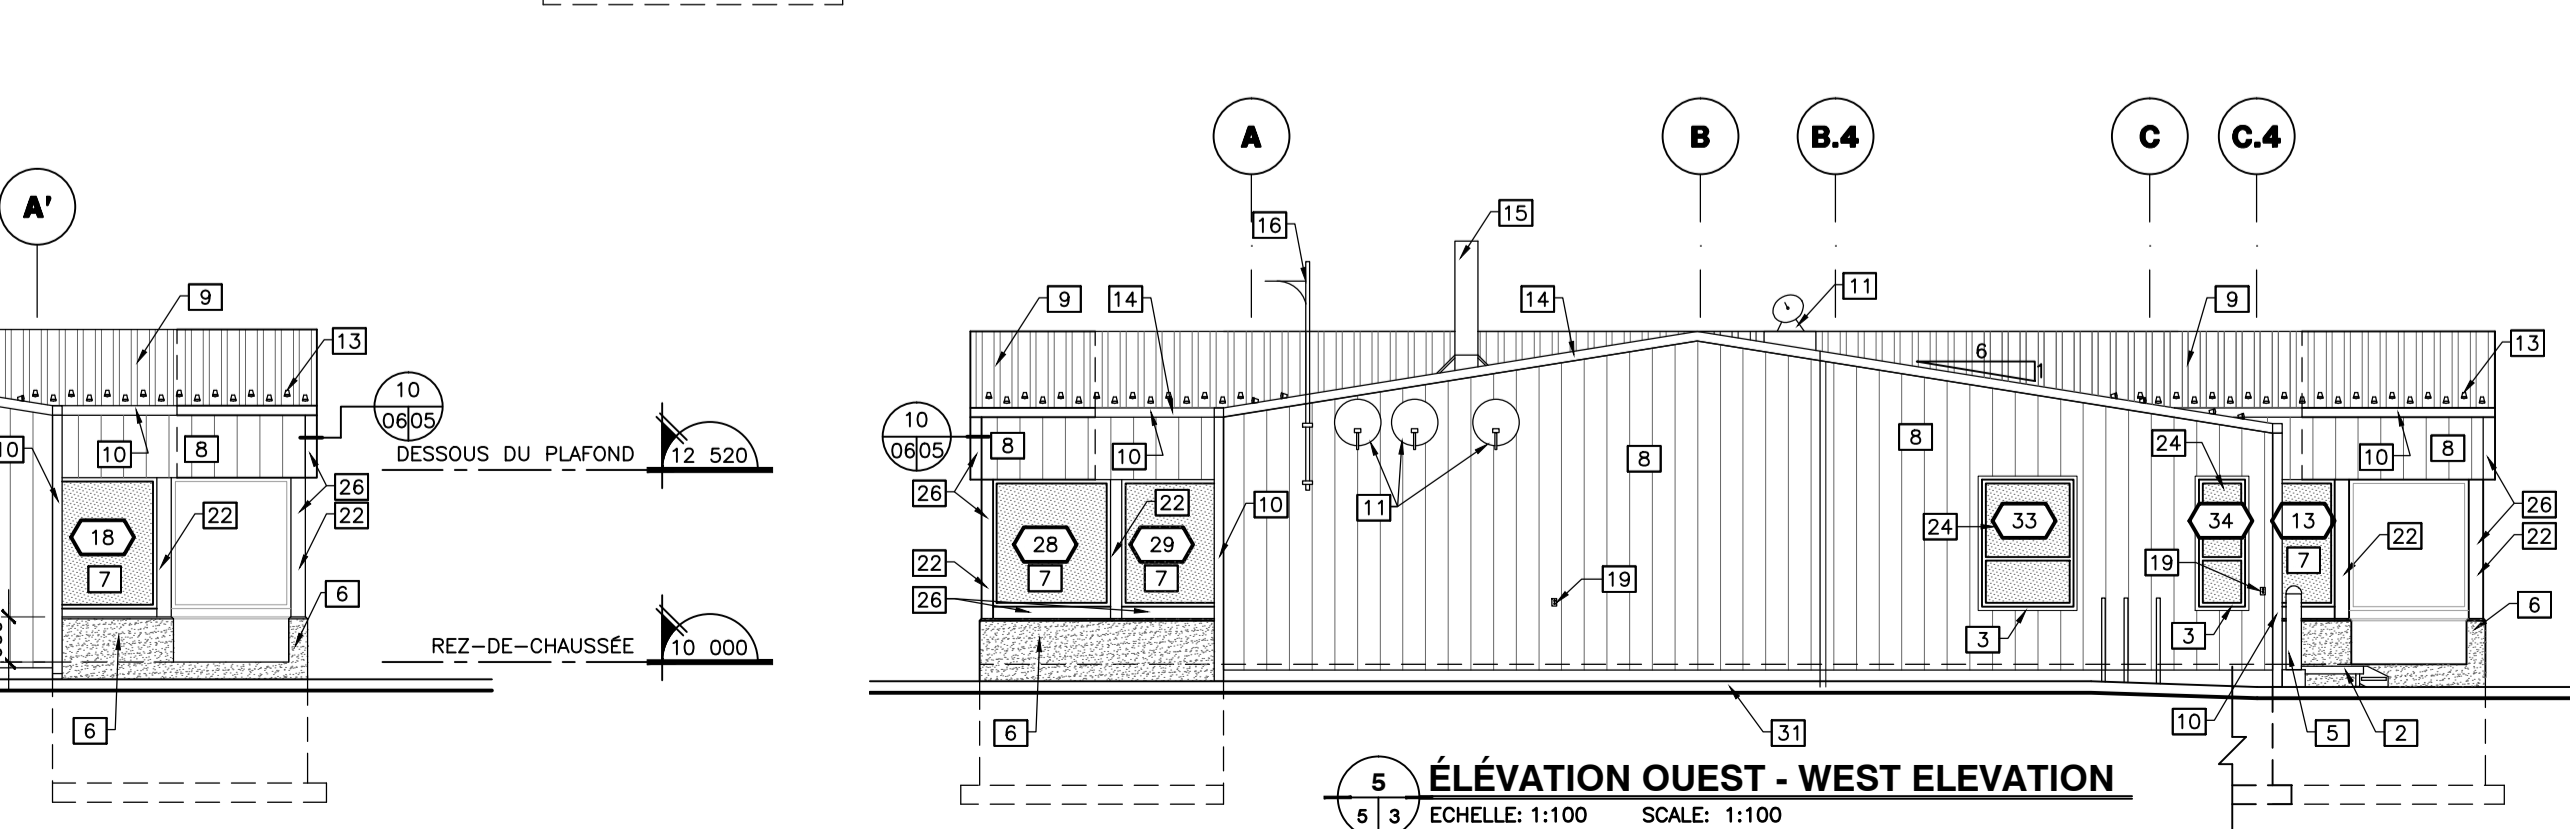 A B B.4 C C.4
A'
16 15
9 9 14 14 11 9
13 6 1 13
10
06 05
10
06 05
DESSOUS DU PLAFOND 12 520
10 8 8 10 8 8 24 10 8
26 22 22 26 22 10 11 24 26 22 22
18 28 29 33 34 13
7 7 7 7
22 19 19
6 26 6
REZ-DE-CHAUSSÉE 10 000
3 3
6 6 31 10 5 2
5
5 3
ÉLÉVATION OUEST - WEST ELEVATION
ECHELLE: 1:100 SCALE: 1:100